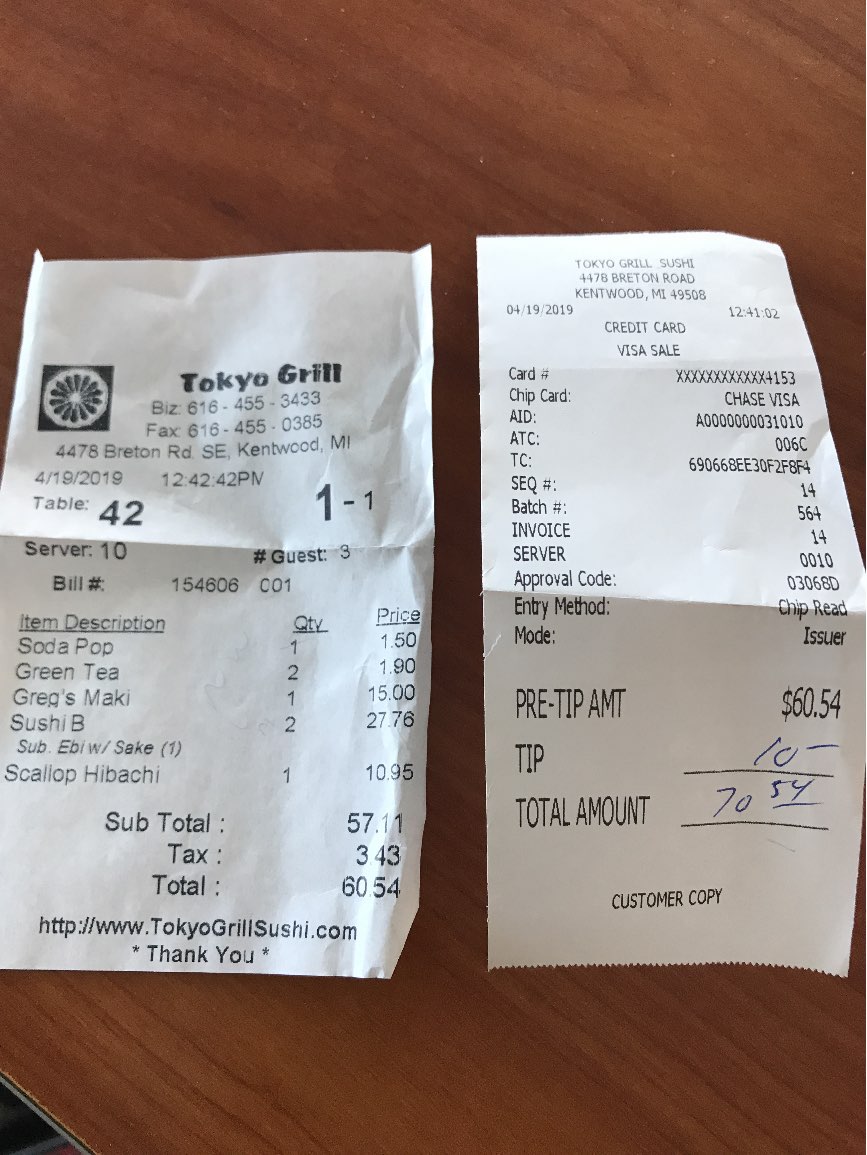 Tokyo Grill
Biz: 616 - 455 - 3433
Fax: 616 - 455 - 0385
4478 Breton Rd. SE, Kentwood, MI
4/19/2019 12:42:42PM
Table: 42 1 - 1
Server: 10 # Guest: 3
Bill #: 154606 001
Item Description Qty Price
Soda Pop 1 1.50
Green Tea 2 1.90
Greg's Maki 1 15.00
Sushi B 2 27.76
Sub. Ebi w/ Sake (1)
Scallop Hibachi 1 10.95
Sub Total : 57.11
Tax : 3.43
Total : 60.54
http://www.TokyoGrillSushi.com
* Thank You *
TOKYO GRILL SUSHI
4478 BRETON ROAD
KENTWOOD, MI 49508
04/19/2019 12:41:02
CREDIT CARD
VISA SALE
Card # XXXXXXXXXXXX4153
Chip Card: CHASE VISA
AID: A0000000031010
ATC: 006C
TC: 690668EE30F2F8F4
SEQ #: 14
Batch #: 564
INVOICE 14
SERVER 0010
Approval Code: 03068D
Entry Method: Chip Read
Mode: Issuer
PRE-TIP AMT $60.54
TIP 10 —
TOTAL AMOUNT 70 54
CUSTOMER COPY